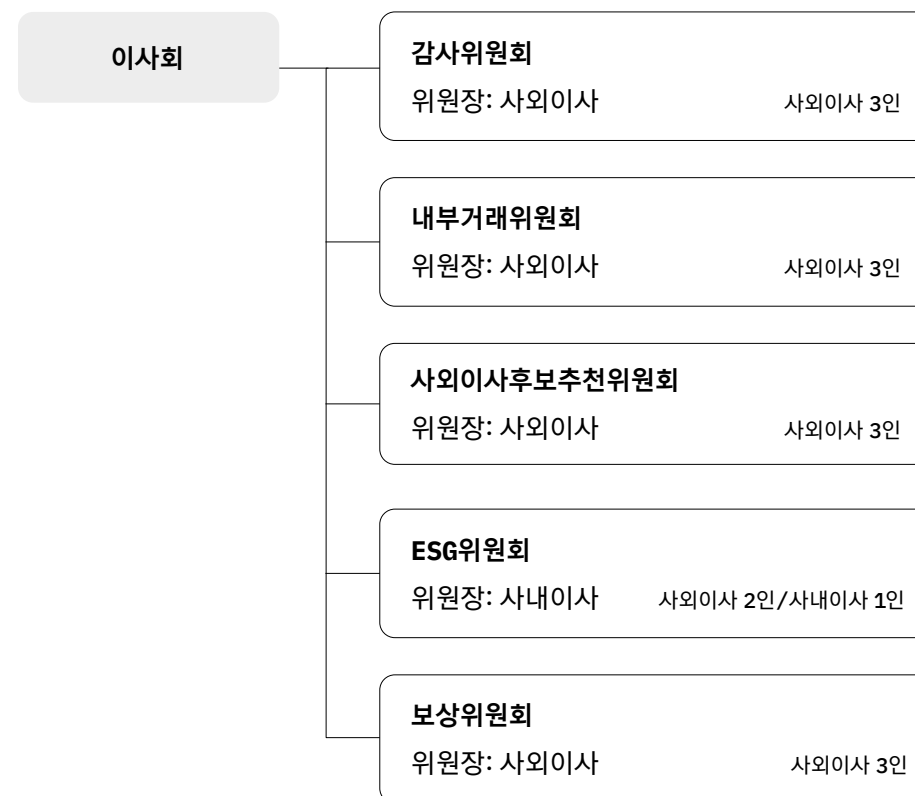 이사회
감사위원회
위원장: 사외이사 사외이사 3인
내부거래위원회
위원장: 사외이사 사외이사 3인
사외이사후보추천위원회
위원장: 사외이사 사외이사 3인
ESG위원회
위원장: 사내이사 사외이사 2인/사내이사 1인
보상위원회
위원장: 사외이사 사외이사 3인